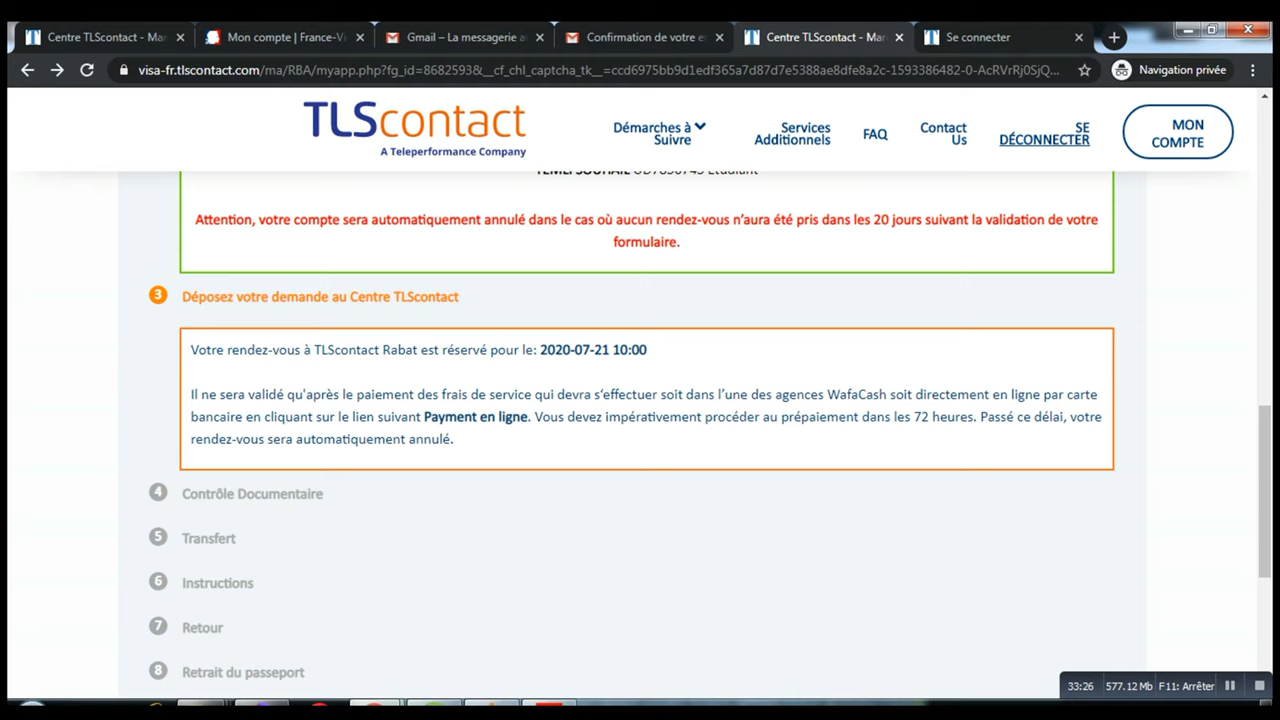 Centre TLScontact - Mar
Mon compte | France-Vi
Gmail – La messagerie
Confirmation de votre
Centre TLScontact - Mar
Se connecter
visa-fr.tlscontact.com/ma/RBA/myapp.php?fg_id=8682593&__cf_chl_captcha_tk__=ccd6975bb9d1edf365a7d87d7e5388ae8dfe8a2c-1593386482-0-AcRVrRj0SjQ...
Navigation privée
TLScontact
A Teleperformance Company
Démarches à
Suivre
Services
Additionnels
FAQ
Contact
Us
SE
DÉCONNECTER
MON
COMPTE
Etudiant
Attention, votre compte sera automatiquement annulé dans le cas où aucun rendez-vous n’aura été pris dans les 20 jours suivant la validation de votre
formulaire.
3 Déposez votre demande au Centre TLScontact
Votre rendez-vous à TLScontact Rabat est réservé pour le: 2020-07-21 10:00
Il ne sera validé qu'après le paiement des frais de service qui devra s’effectuer soit dans l’une des agences WafaCash soit directement en ligne par carte
bancaire en cliquant sur le lien suivant Payment en ligne. Vous devez impérativement procéder au prépaiement dans les 72 heures. Passé ce délai, votre
rendez-vous sera automatiquement annulé.
4 Contrôle Documentaire
5 Transfert
6 Instructions
7 Retour
8 Retrait du passeport
33:26 577.12 Mb F11: Arrêter